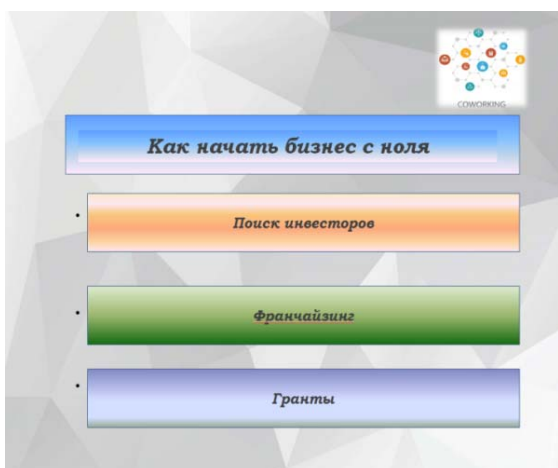 COWORKING
Как начать бизнес с ноля
Поиск инвесторов
Франчайзинг
Гранты